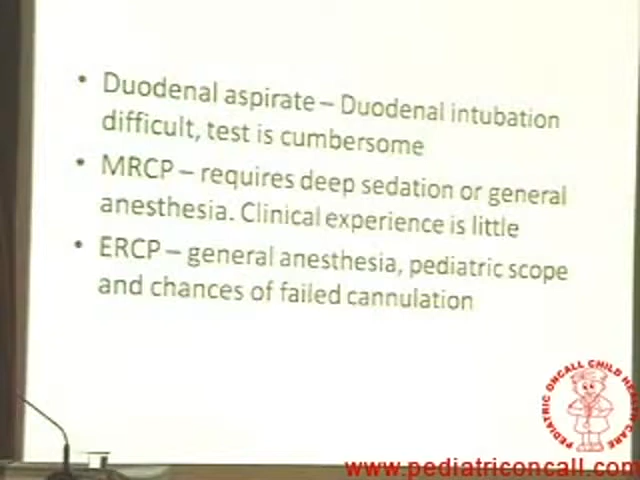 • Duodenal aspirate – Duodenal intubation
difficult, test is cumbersome
• MRCP – requires deep sedation or general
anesthesia. Clinical experience is little
• ERCP – general anesthesia, pediatric scope
and chances of failed cannulation
PEDIATRIC ONCALL CHILD HEALTH CARE
www.pediatriconcall.com